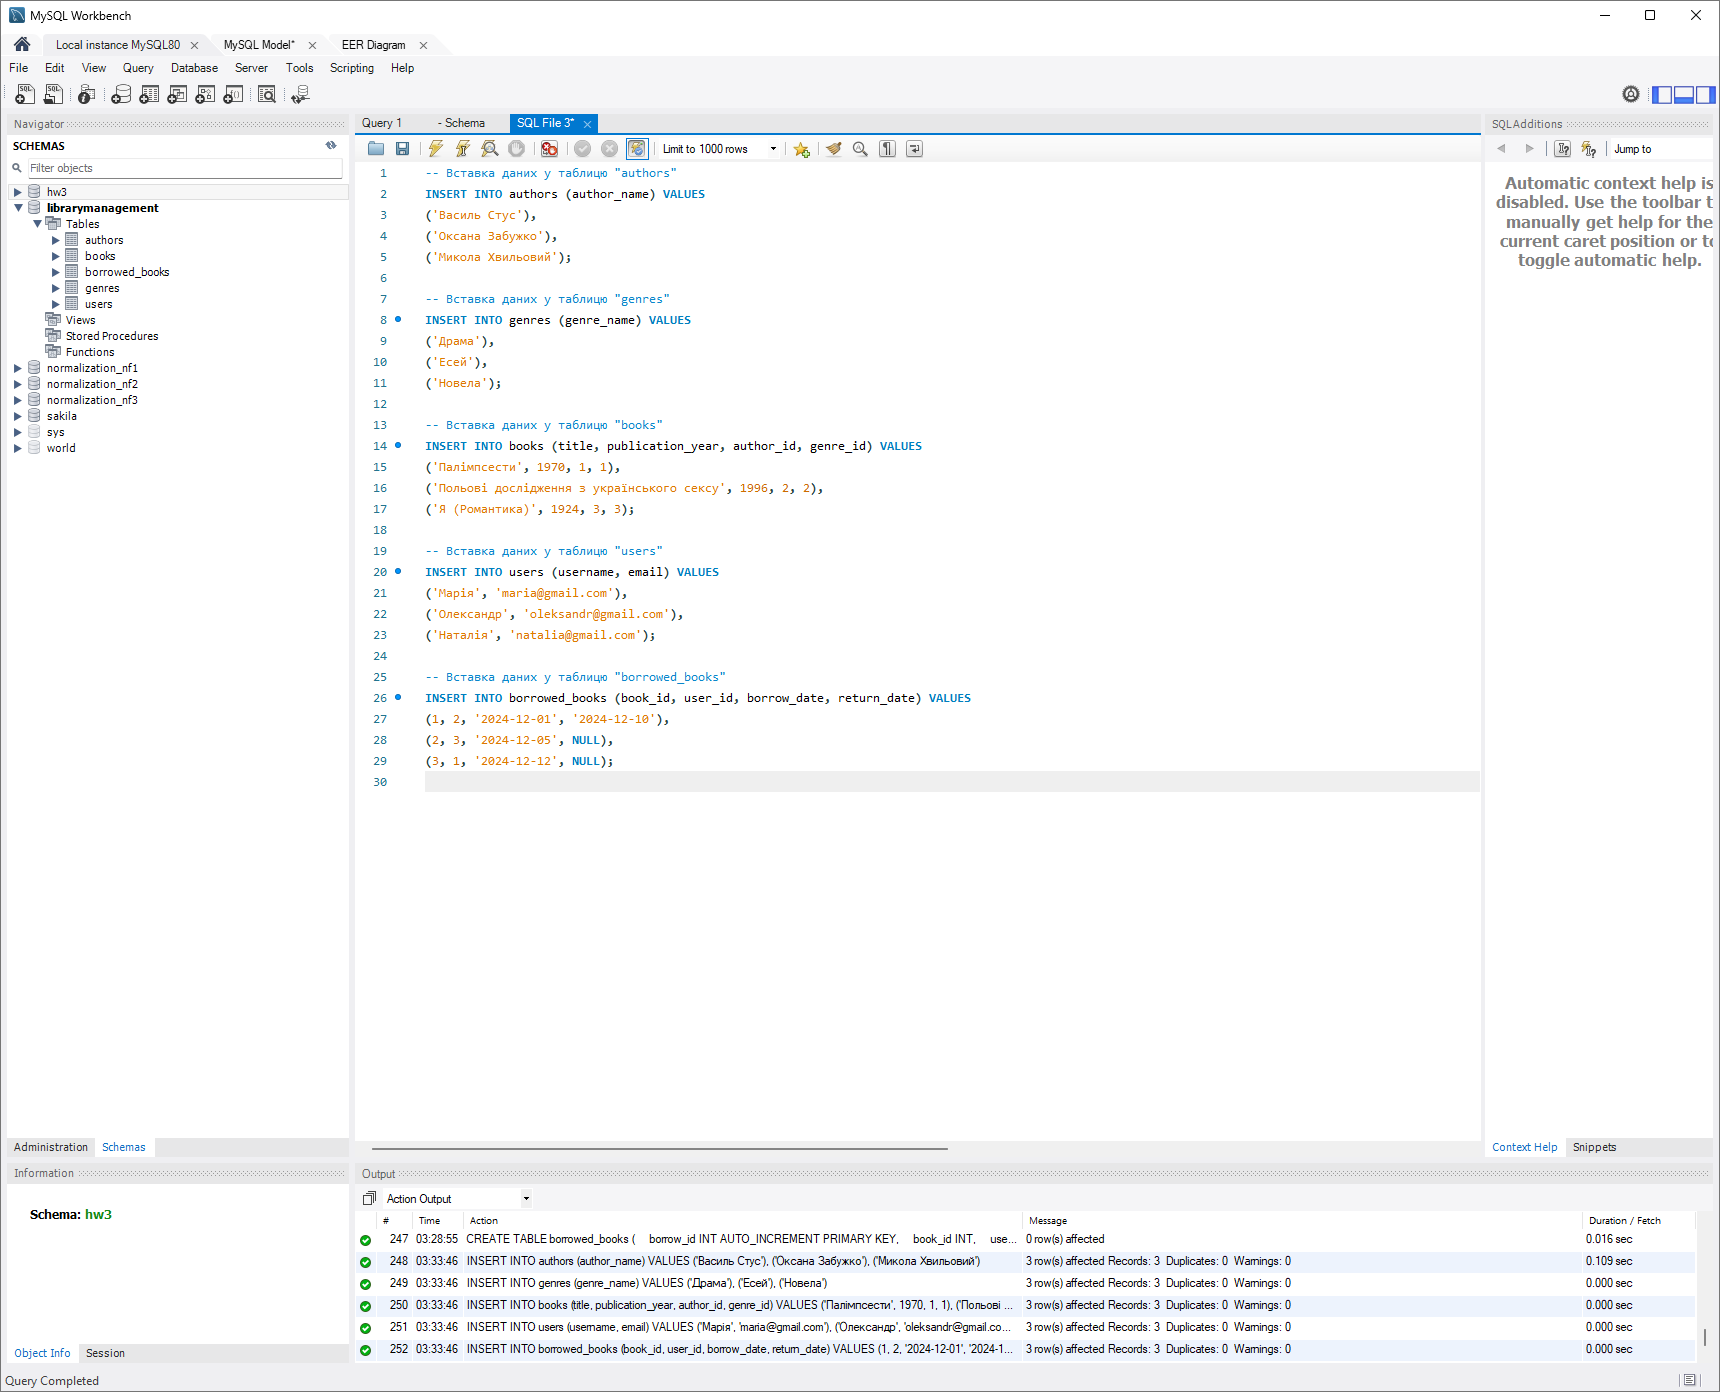 MySQL Workbench
Local instance MySQL80
MySQL Model*
EER Diagram
File Edit View Query Database Server Tools Scripting Help
Navigator
SCHEMAS
Filter objects
hw3
librarymanagement
Tables
authors
books
borrowed_books
genres
users
Views
Stored Procedures
Functions
normalization_nf1
normalization_nf2
normalization_nf3
sakila
sys
world
Administration Schemas
Information
Schema: hw3
Object Info Session
Query 1
- Schema
SQL File 3*
Limit to 1000 rows
1 -- Вставка даних у таблицю "authors"
2 INSERT INTO authors (author_name) VALUES
3 ('Василь Стус'),
4 ('Оксана Забужко'),
5 ('Микола Хвильовий');
6
7 -- Вставка даних у таблицю "genres"
8 INSERT INTO genres (genre_name) VALUES
9 ('Драма'),
10 ('Есей'),
11 ('Новела');
12
13 -- Вставка даних у таблицю "books"
14 INSERT INTO books (title, publication_year, author_id, genre_id) VALUES
15 ('Палімпсести', 1970, 1, 1),
16 ('Польові дослідження з українського сексу', 1996, 2, 2),
17 ('Я (Романтика)', 1924, 3, 3);
18
19 -- Вставка даних у таблицю "users"
20 INSERT INTO users (username, email) VALUES
21 ('Марія', 'maria@gmail.com'),
22 ('Олександр', 'oleksandr@gmail.com'),
23 ('Наталія', 'natalia@gmail.com');
24
25 -- Вставка даних у таблицю "borrowed_books"
26 INSERT INTO borrowed_books (book_id, user_id, borrow_date, return_date) VALUES
27 (1, 2, '2024-12-01', '2024-12-10'),
28 (2, 3, '2024-12-05', NULL),
29 (3, 1, '2024-12-12', NULL);
30
SQLAdditions
Jump to
Automatic context help is
disabled. Use the toolbar t
manually get help for the
current caret position or to
toggle automatic help.
Context Help Snippets
Output
Action Output
# Time Action Message Duration / Fetch
247 03:28:55 CREATE TABLE borrowed_books ( borrow_id INT AUTO_INCREMENT PRIMARY KEY, book_id INT, use... 0 row(s) affected 0.016 sec
248 03:33:46 INSERT INTO authors (author_name) VALUES ('Василь Стус'), ('Оксана Забужко'), ('Микола Хвильовий') 3 row(s) affected Records: 3 Duplicates: 0 Warnings: 0 0.109 sec
249 03:33:46 INSERT INTO genres (genre_name) VALUES ('Драма'), ('Есей'), ('Новела') 3 row(s) affected Records: 3 Duplicates: 0 Warnings: 0 0.000 sec
250 03:33:46 INSERT INTO books (title, publication_year, author_id, genre_id) VALUES ('Палімпсести', 1970, 1, 1), ('Польові ... 3 row(s) affected Records: 3 Duplicates: 0 Warnings: 0 0.000 sec
251 03:33:46 INSERT INTO users (username, email) VALUES ('Марія', 'maria@gmail.com'), ('Олександр', 'oleksandr@gmail.co... 3 row(s) affected Records: 3 Duplicates: 0 Warnings: 0 0.000 sec
252 03:33:46 INSERT INTO borrowed_books (book_id, user_id, borrow_date, return_date) VALUES (1, 2, '2024-12-01', '2024-1... 3 row(s) affected Records: 3 Duplicates: 0 Warnings: 0 0.000 sec
Query Completed